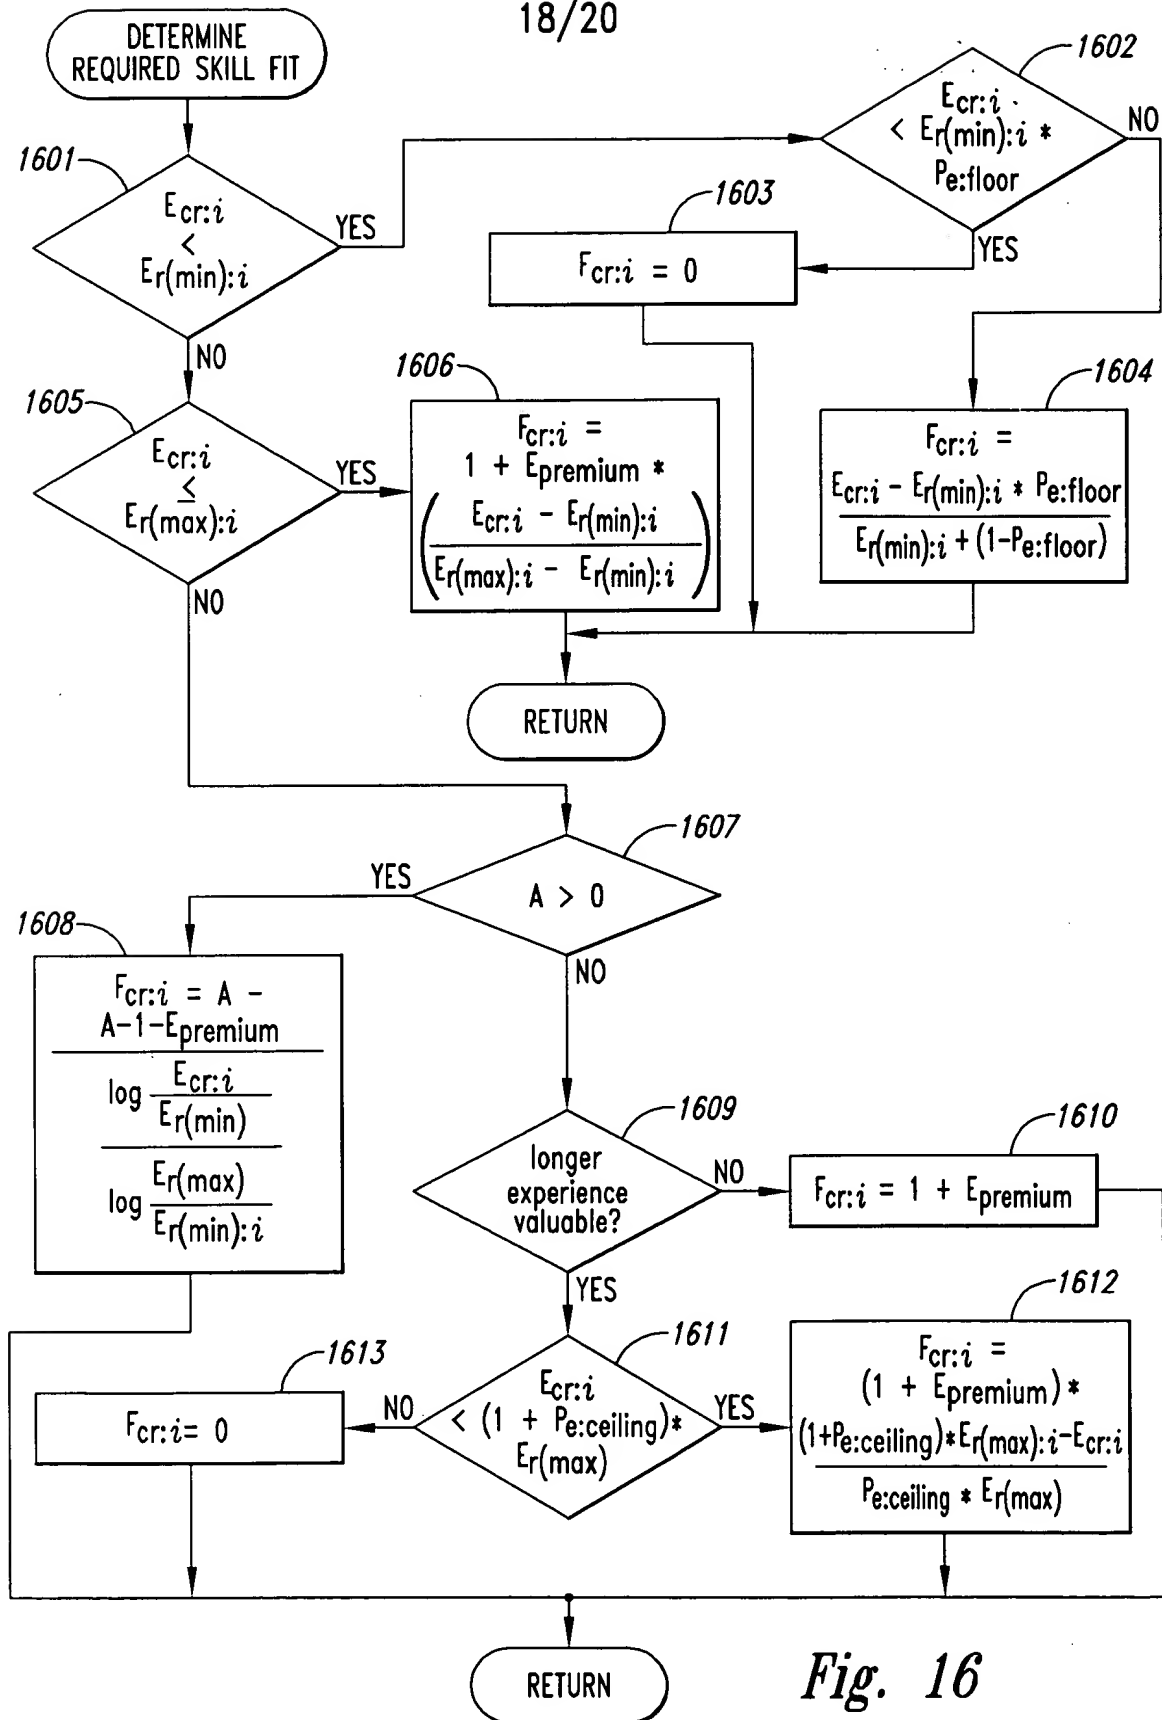 18/20
DETERMINE
REQUIRED SKILL FIT
1601
Ecr:i
<
Er(min):i
YES
NO
1602
Ecr:i
< Er(min):i *
Pe:floor
NO
YES
1603
Fcr:i = 0
1604
Fcr:i =
Ecr:i - Er(min):i * Pe:floor
Er(min):i + (1-Pe:floor)
1605
Ecr:i
≤
Er(max):i
YES
NO
1606
Fcr:i =
1 + Epremium *
( Ecr:i - Er(min):i
Er(max):i - Er(min):i )
RETURN
1607
A > 0
YES
NO
1608
Fcr:i = A -
A-1-Epremium
log Ecr:i
Er(min)
log Er(max)
Er(min):i
1609
longer
experience
valuable?
NO
YES
1610
Fcr:i = 1 + Epremium
1611
Ecr:i
< (1 + Pe:ceiling)*
Er(max)
NO
YES
1612
Fcr:i =
(1 + Epremium)*
(1+Pe:ceiling)*Er(max):i-Ecr:i
Pe:ceiling * Er(max)
1613
Fcr:i= 0
RETURN
Fig. 16